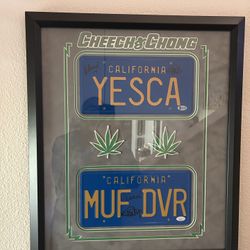 CHEECH & CHONG
CALIFORNIA
YESCA
"CALIFORNIA"
MUF DVR